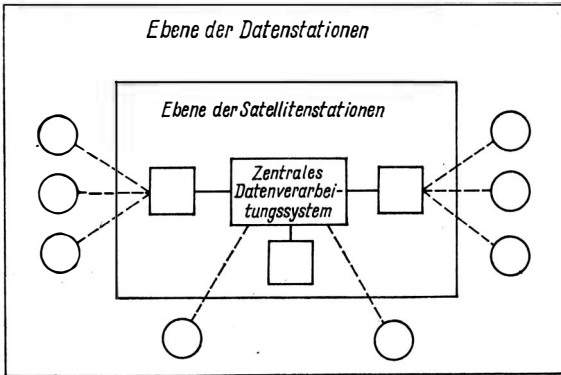 Ebene der Datenstationen
Ebene der Satellitenstationen
Zentrales
Datenverarbei-
tungssystem